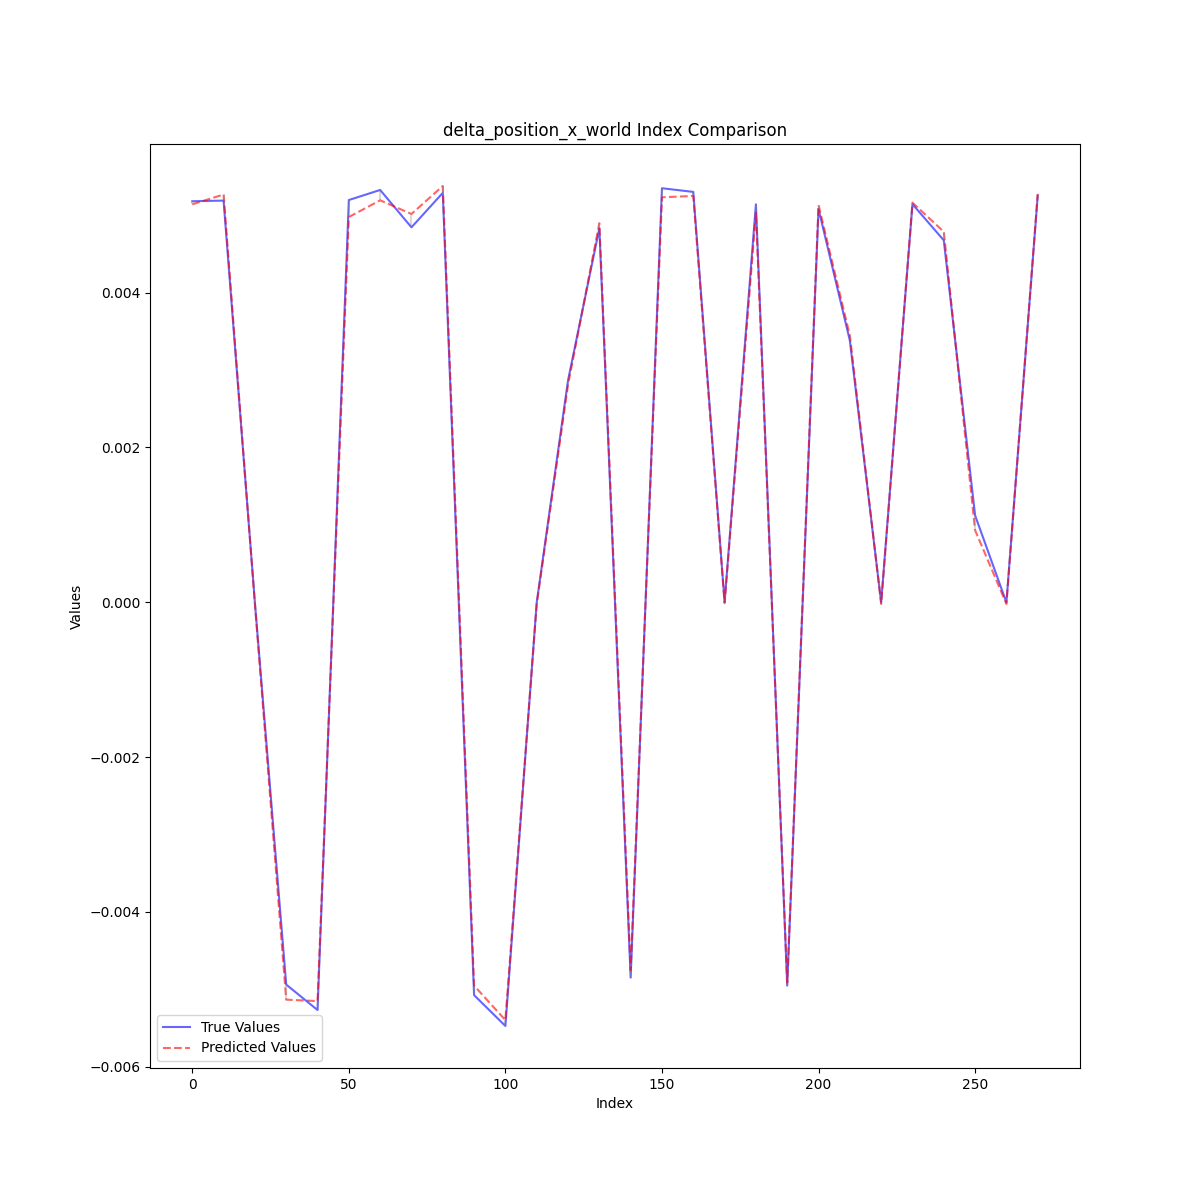 delta_position_x_world Index Comparison
0.004
0.002
0.000
−0.002
−0.004
−0.006
Values
True Values
Predicted Values
0 50 100 150 200 250
Index